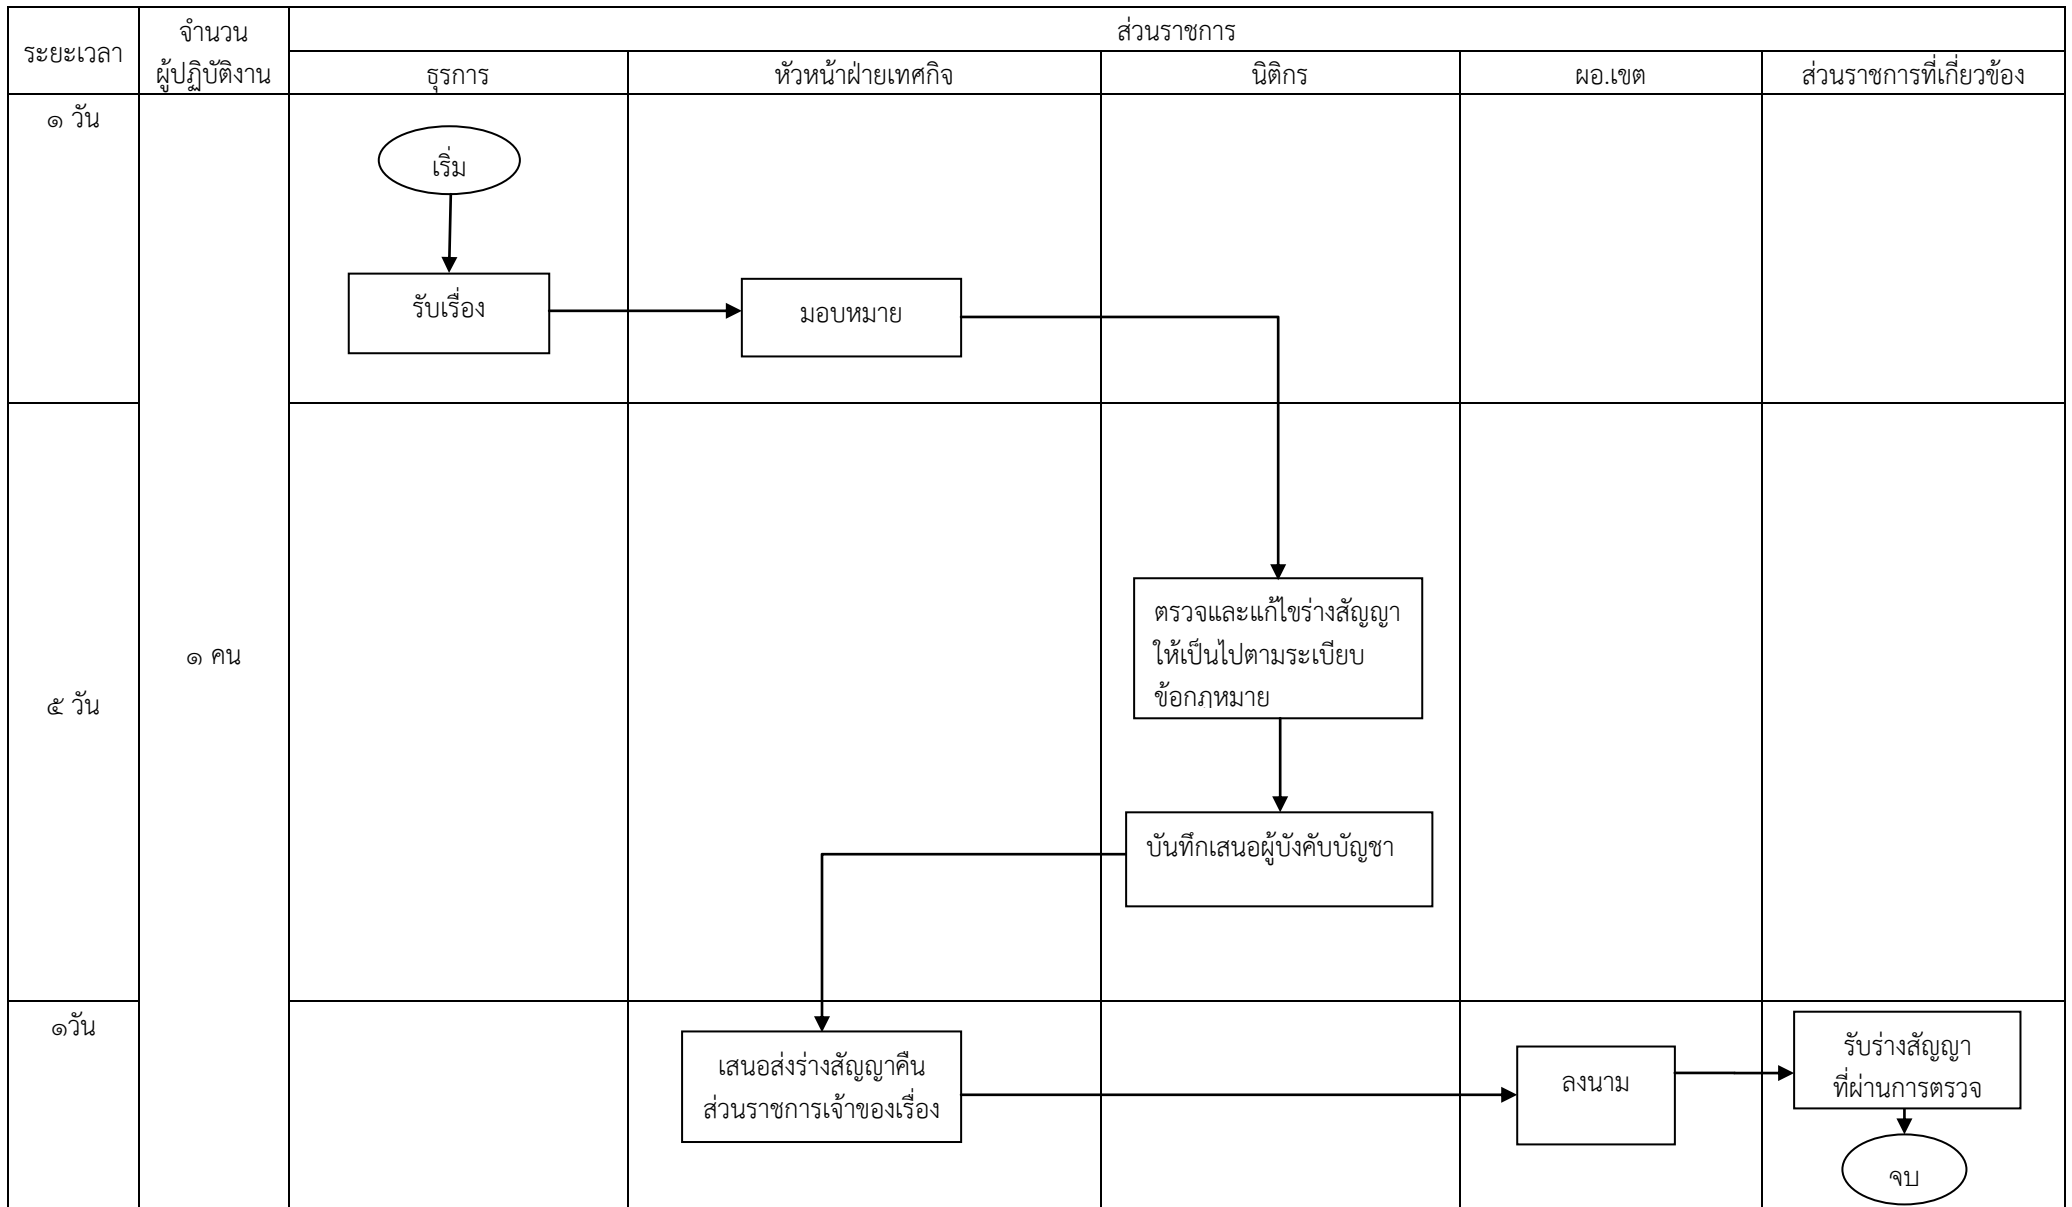 ระยะเวลา
จำนวน
ผู้ปฏิบัติงาน
ส่วนราชการ
ธุรการ
หัวหน้าฝ่ายเทศกิจ
นิติกร
ผอ.เขต
ส่วนราชการที่เกี่ยวข้อง
๑ วัน
เริ่ม
รับเรื่อง
มอบหมาย
๑ คน
๕ วัน
ตรวจและแก้ไขร่างสัญญา
ให้เป็นไปตามระเบียบ
ข้อกฎหมาย
บันทึกเสนอผู้บังคับบัญชา
๑วัน
เสนอส่งร่างสัญญาคืน
ส่วนราชการเจ้าของเรื่อง
ลงนาม
รับร่างสัญญา
ที่ผ่านการตรวจ
จบ